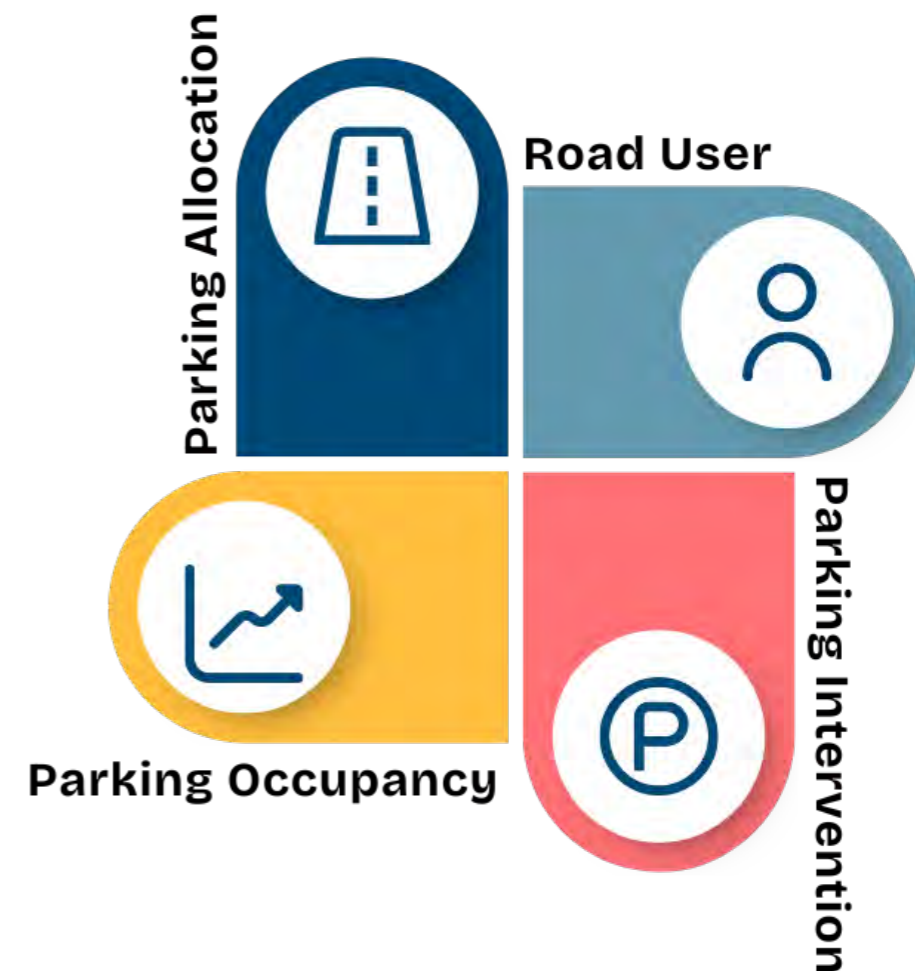 Parking Allocation
Road User
Parking Occupancy
P
Parking Intervention